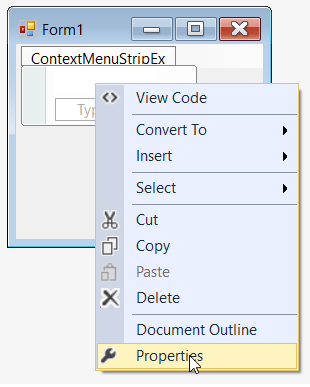 Form1
ContextMenuStripEx
Typ
View Code
Convert To
Insert
Select
Cut
Copy
Paste
Delete
Document Outline
Properties